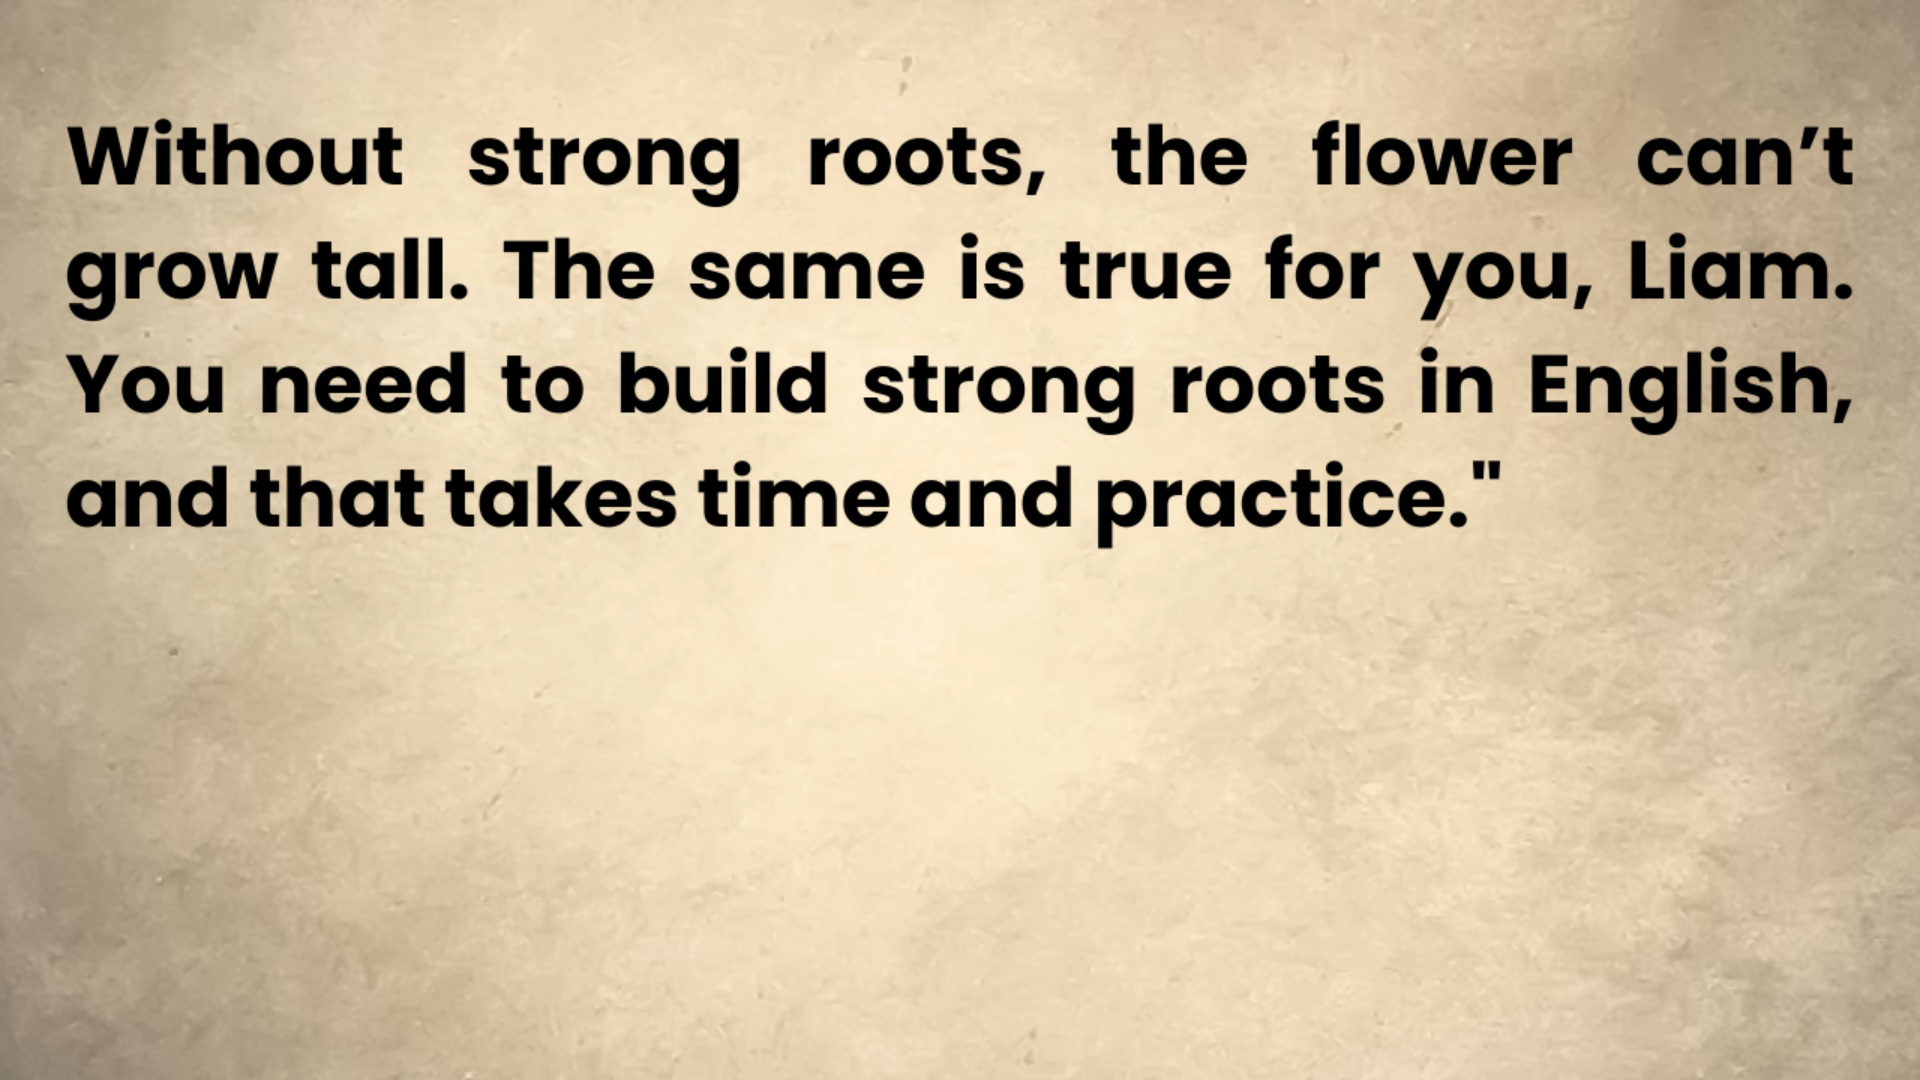 Without strong roots, the flower can’t
grow tall. The same is true for you, Liam.
You need to build strong roots in English,
and that takes time and practice."